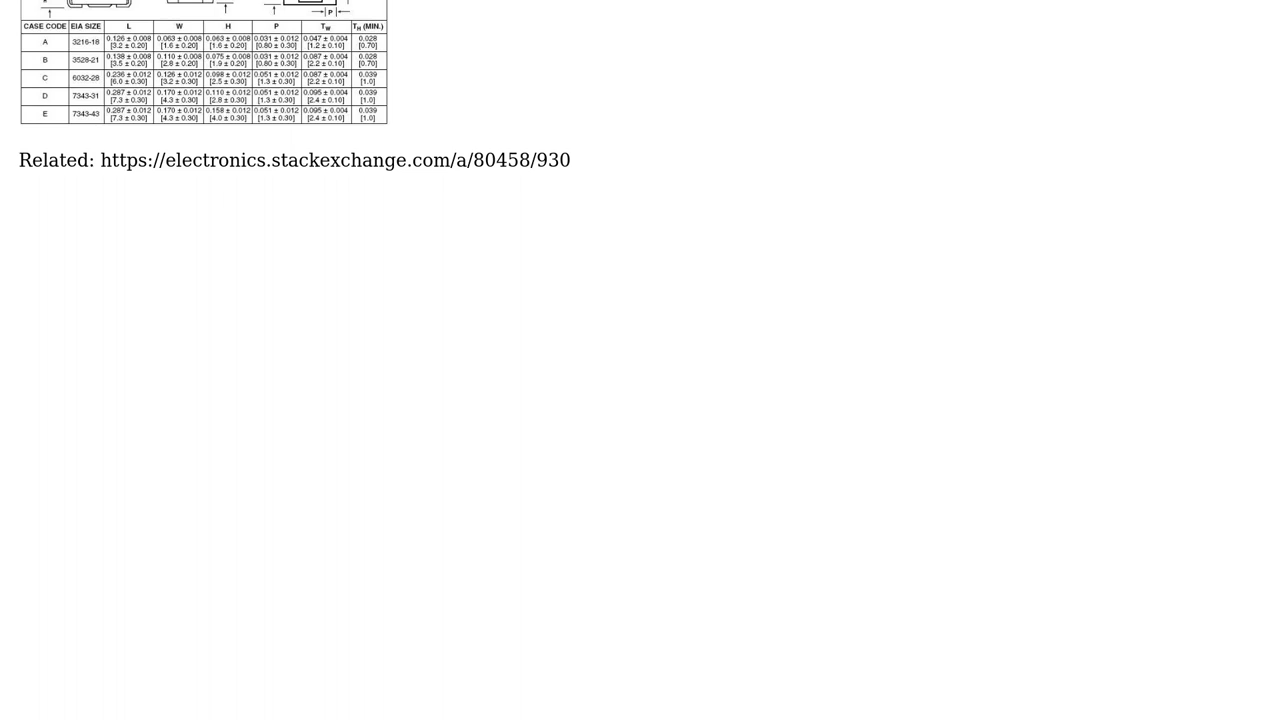 H
P
CASE CODE EIA SIZE L W H P TW TH (MIN.)
A 3216-18 0.126 ± 0.008 0.063 ± 0.008 0.063 ± 0.008 0.031 ± 0.012 0.047 ± 0.004 0.028
[3.2 ± 0.20] [1.6 ± 0.20] [1.6 ± 0.20] [0.80 ± 0.30] [1.2 ± 0.10] [0.70]
B 3528-21 0.138 ± 0.008 0.110 ± 0.008 0.075 ± 0.008 0.031 ± 0.012 0.087 ± 0.004 0.028
[3.5 ± 0.20] [2.8 ± 0.20] [1.9 ± 0.20] [0.80 ± 0.30] [2.2 ± 0.10] [0.70]
C 6032-28 0.236 ± 0.012 0.126 ± 0.012 0.098 ± 0.012 0.051 ± 0.012 0.087 ± 0.004 0.039
[6.0 ± 0.30] [3.2 ± 0.30] [2.5 ± 0.30] [1.3 ± 0.30] [2.2 ± 0.10] [1.0]
D 7343-31 0.287 ± 0.012 0.170 ± 0.012 0.110 ± 0.012 0.051 ± 0.012 0.095 ± 0.004 0.039
[7.3 ± 0.30] [4.3 ± 0.30] [2.8 ± 0.30] [1.3 ± 0.30] [2.4 ± 0.10] [1.0]
E 7343-43 0.287 ± 0.012 0.170 ± 0.012 0.158 ± 0.012 0.051 ± 0.012 0.095 ± 0.004 0.039
[7.3 ± 0.30] [4.3 ± 0.30] [4.0 ± 0.30] [1.3 ± 0.30] [2.4 ± 0.10] [1.0]
Related: https://electronics.stackexchange.com/a/80458/930